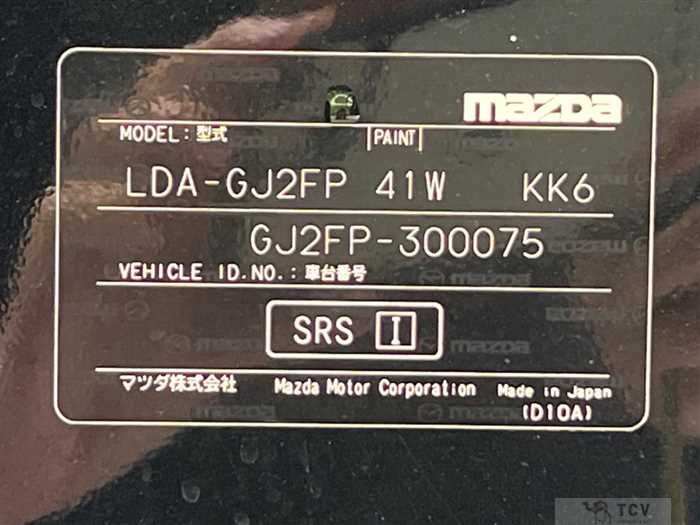 mazda
MODEL: 型式 PAINT
LDA-GJ2FP 41W KK6
GJ2FP-300075
VEHICLE ID.NO.: 車台番号
SRS I
マツダ株式会社 Mazda Motor Corporation Made in Japan
(D10A)
TCV